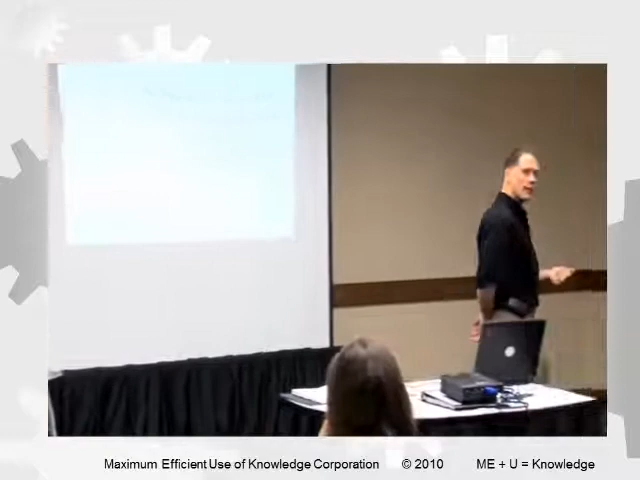 Maximum Efficient Use of Knowledge Corporation © 2010 ME + U = Knowledge